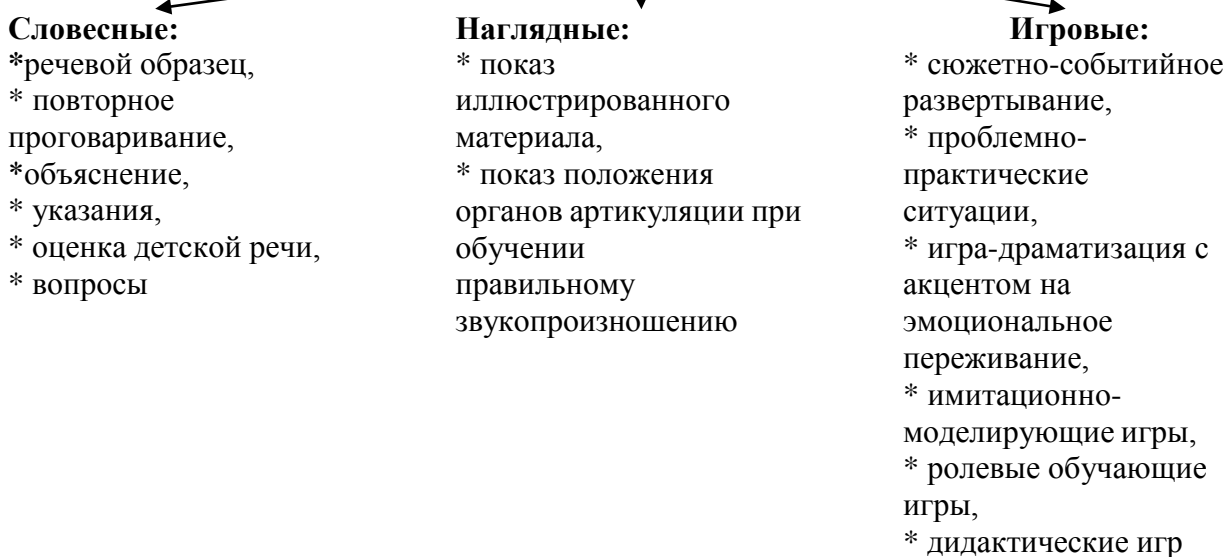 Словесные:
*речевой образец,
* повторное
проговаривание,
*объяснение,
* указания,
* оценка детской речи,
* вопросы
Наглядные:
* показ
иллюстрированного
материала,
* показ положения
органов артикуляции при
обучении
правильному
звукопроизношению
Игровые:
* сюжетно-событийное
развертывание,
* проблемно-
практические
ситуации,
* игра-драматизация с
акцентом на
эмоциональное
переживание,
* имитационно-
моделирующие игры,
* ролевые обучающие
игры,
* дидактические игр